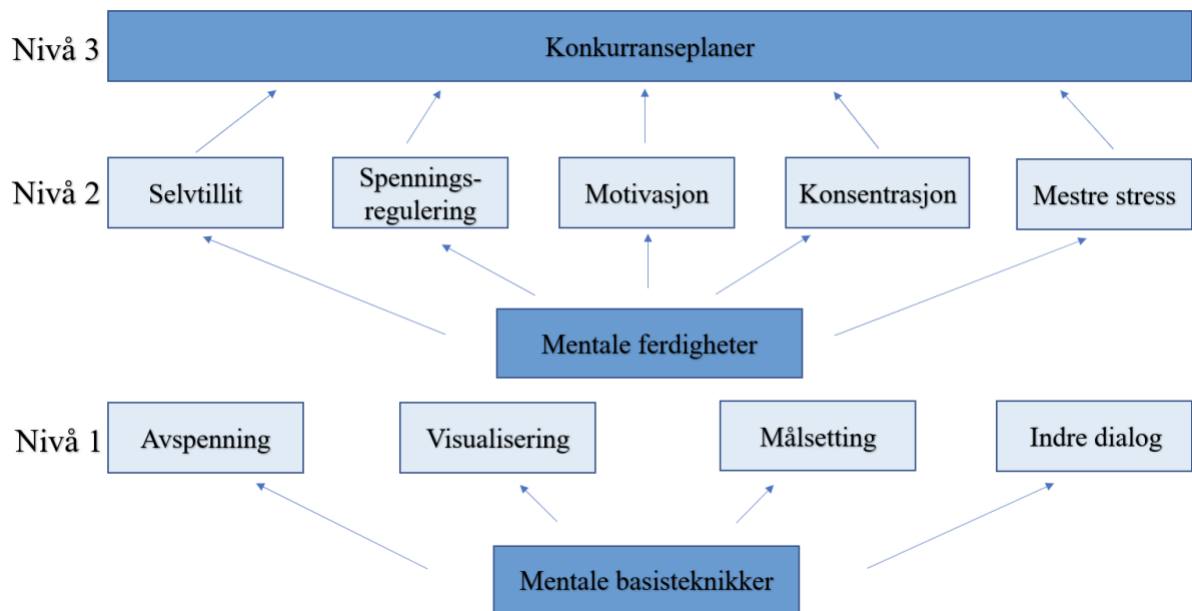 Nivå 3
Konkurranseplaner
Nivå 2
Selvtillit
Spennings-
regulering
Motivasjon
Konsentrasjon
Mestre stress
Mentale ferdigheter
Nivå 1
Avspenning
Visualisering
Målsetting
Indre dialog
Mentale basisteknikker